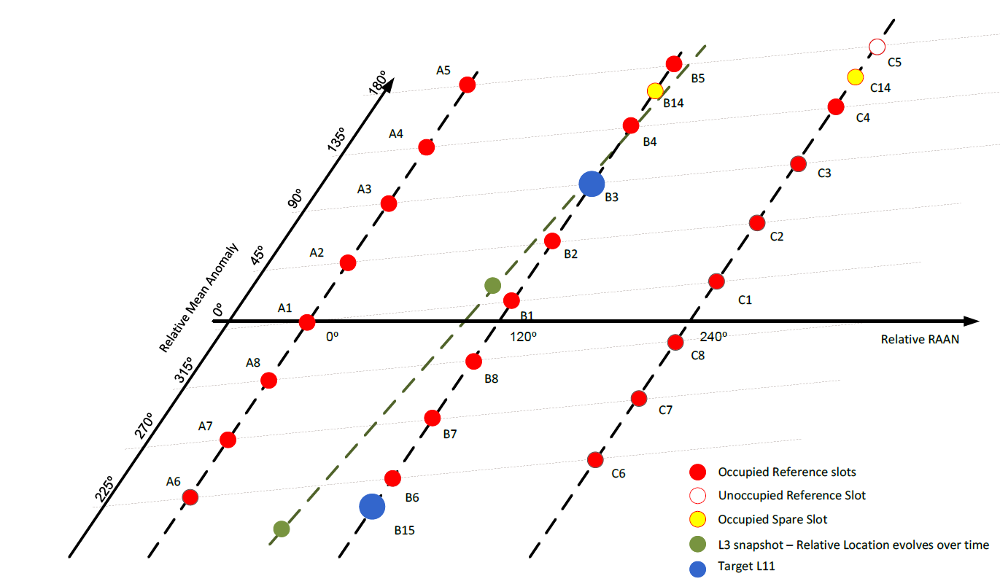 C5
A5
180º
B5
C14
B14
C4
A4
135º
B4
C3
A3
90º
B3
C2
A2
45º
B2
Relative Mean Anomaly
C1
A1
0º
B1
0º
120º
240º
Relative RAAN
C8
A8
315º
B8
C7
A7
270º
B7
C6
A6
225º
B6
B15
Occupied Reference slots
Unoccupied Reference Slot
Occupied Spare Slot
L3 snapshot – Relative Location evolves over time
Target L11